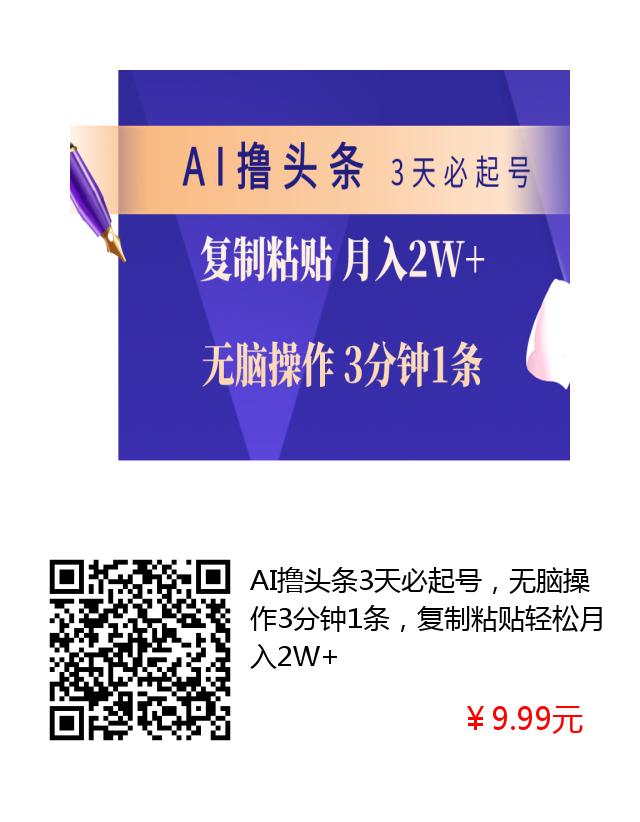 AI撸头条 3天必起号
复制粘贴 月入2W+
无脑操作 3分钟1条
AI撸头条3天必起号，无脑操
作3分钟1条，复制粘贴轻松月
入2W+
¥ 9.99元